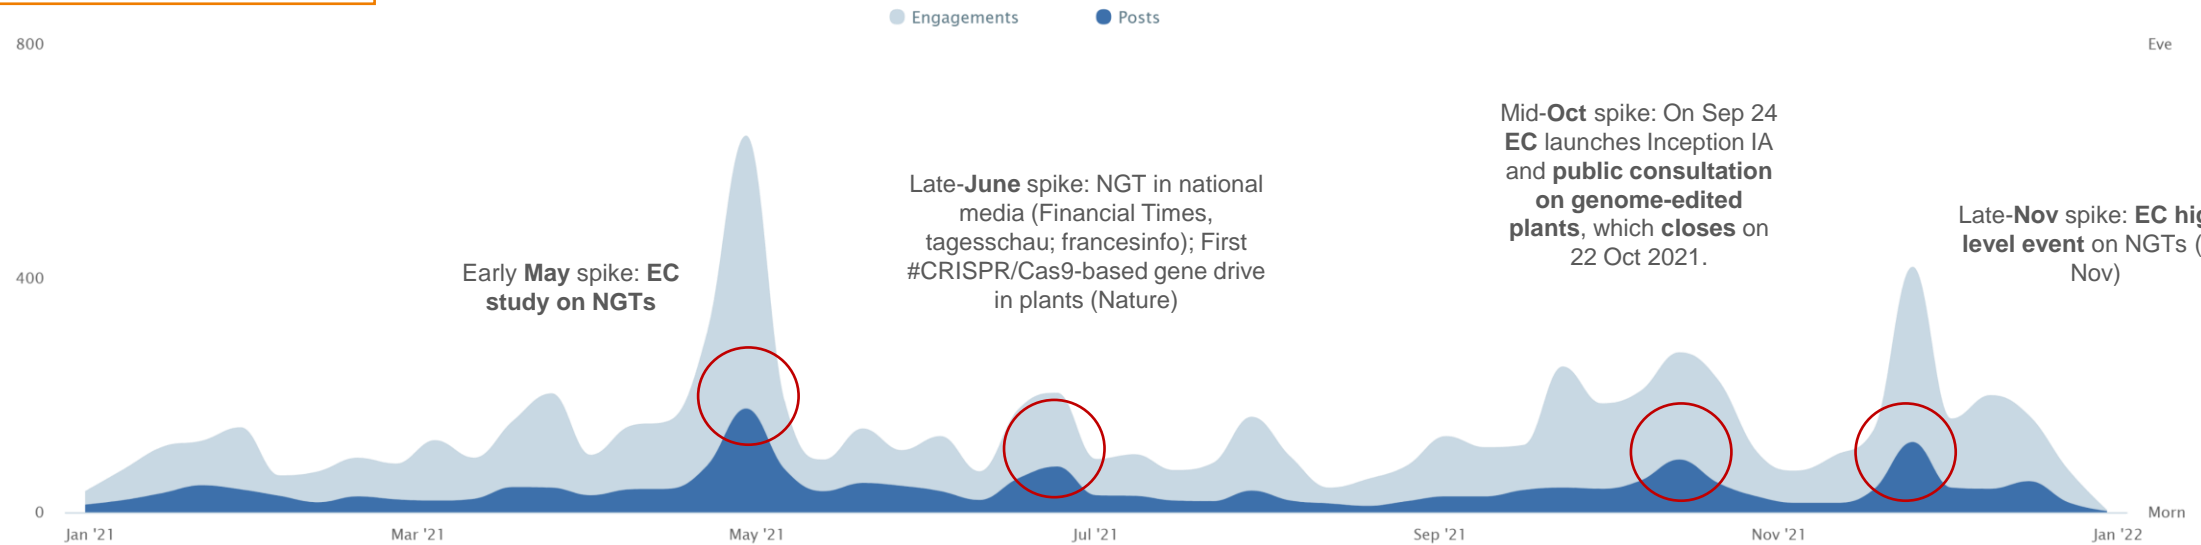 Engagements Posts
800
Eve
Mid-Oct spike: On Sep 24
EC launches Inception IA
and public consultation
on genome-edited
plants, which closes on
22 Oct 2021.
Late-June spike: NGT in national
media (Financial Times,
tagesschau; francesinfo); First
#CRISPR/Cas9-based gene drive
in plants (Nature)
Late-Nov spike: EC hig
level event on NGTs (
Nov)
Early May spike: EC
study on NGTs
400
0
Morn
Jan '21 Mar '21 May '21 Jul '21 Sep '21 Nov '21 Jan '22